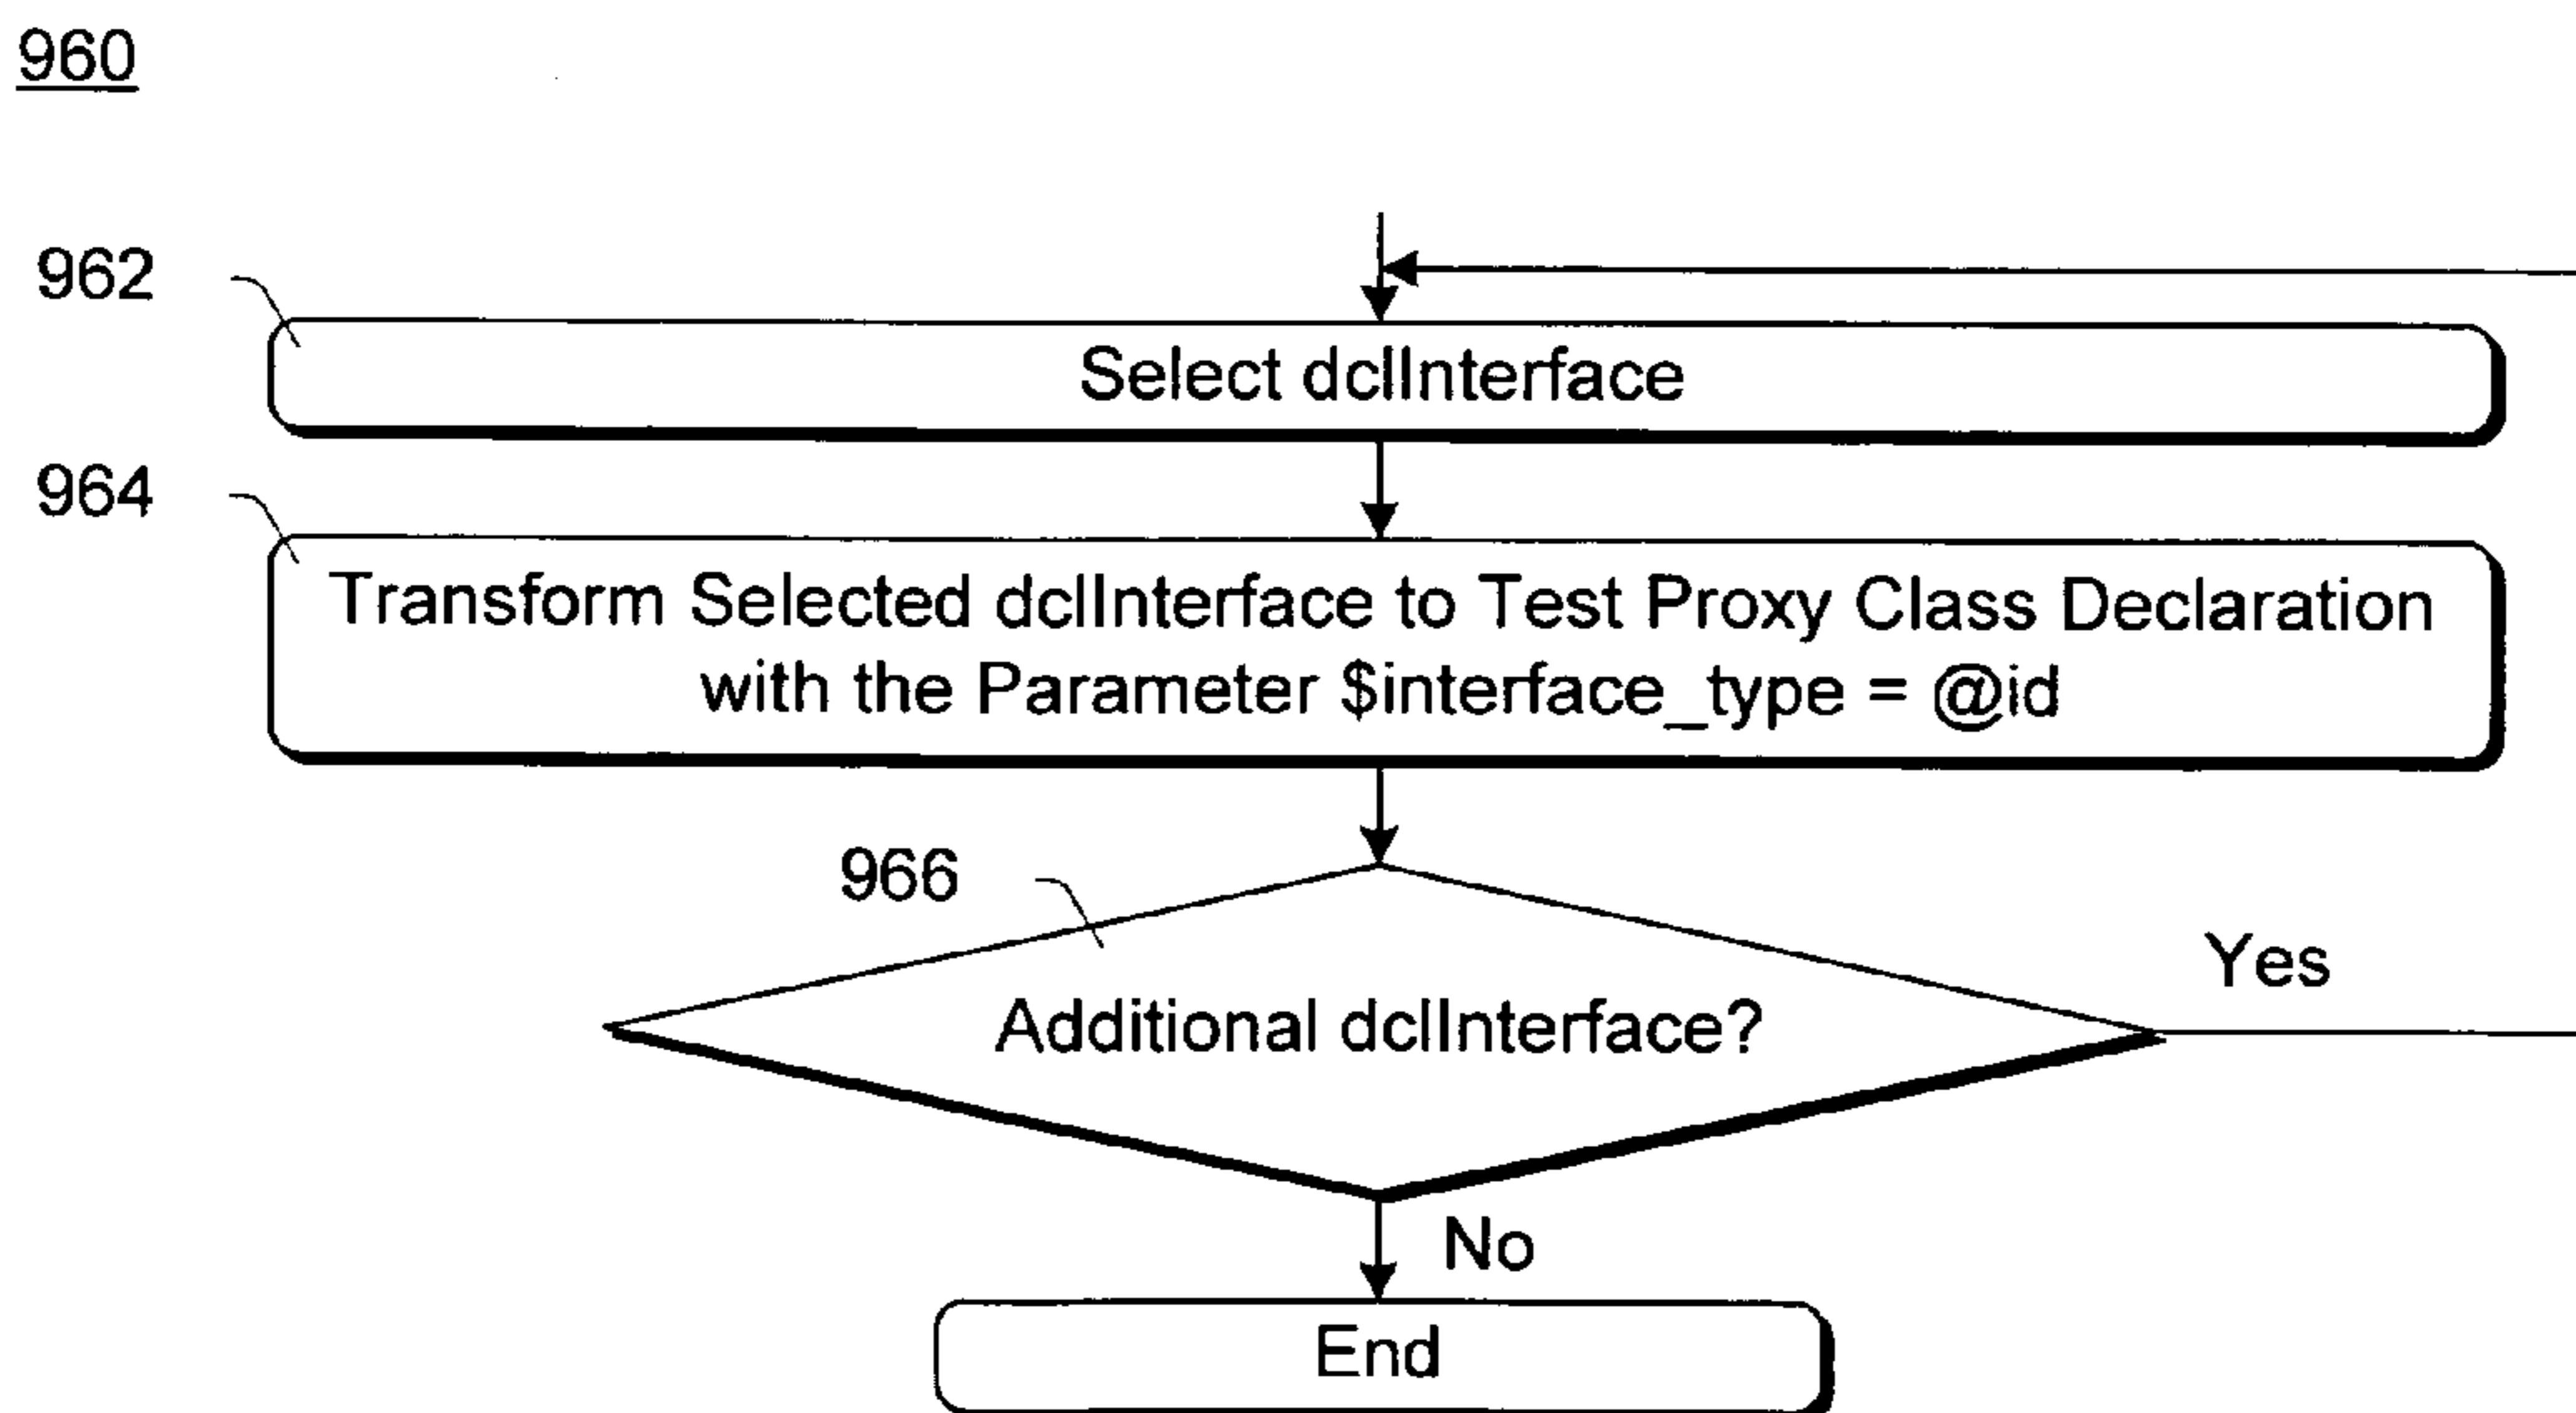 960
962
Select dclInterface
964
Transform Selected dclInterface to Test Proxy Class Declaration
with the Parameter $interface_type = @id
966
Yes
Additional dclInterface?
No
End